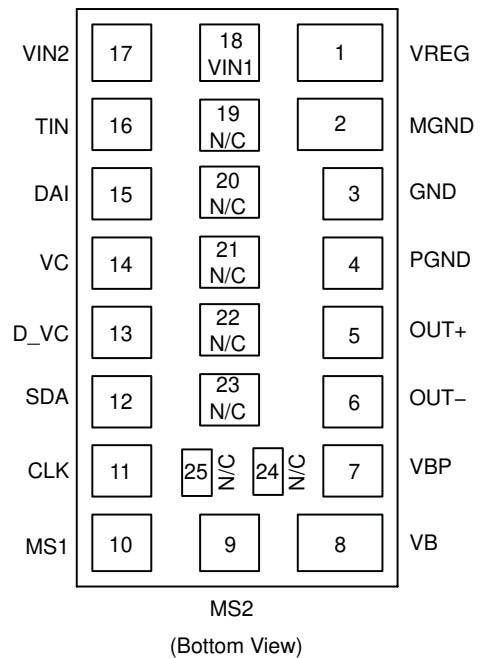 VIN2 17 18 1 VREG
VIN1
TIN 16 19 2 MGND
N/C
DAI 15 20 3 GND
N/C
VC 14 21 4 PGND
N/C
D_VC 13 22 5 OUT+
N/C
SDA 12 23 6 OUT−
N/C
CLK 11 25 N/C 24 N/C 7 VBP
MS1 10 9 8 VB
MS2
(Bottom View)